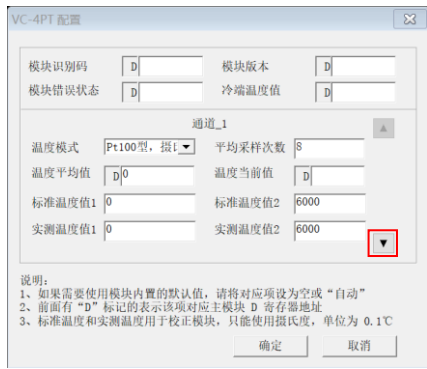 VC-4PT 配置
模块识别码 D 模块版本 D
模块错误状态 D 冷端温度值 D
通道_1
温度模式 Pt100型，摄 平均采样次数 8
温度平均值 D 0 温度当前值 D
标准温度值1 0 标准温度值2 6000
实测温度值1 0 实测温度值2 6000
说明：
1、如果需要使用模块内置的默认值，请将对应项设为空或“自动”
2、前面有“D”标记的表示该项对应主模块 D 寄存器地址
3、标准温度和实测温度用于校正模块，只能使用摄氏度，单位为 0.1℃
确定 取消